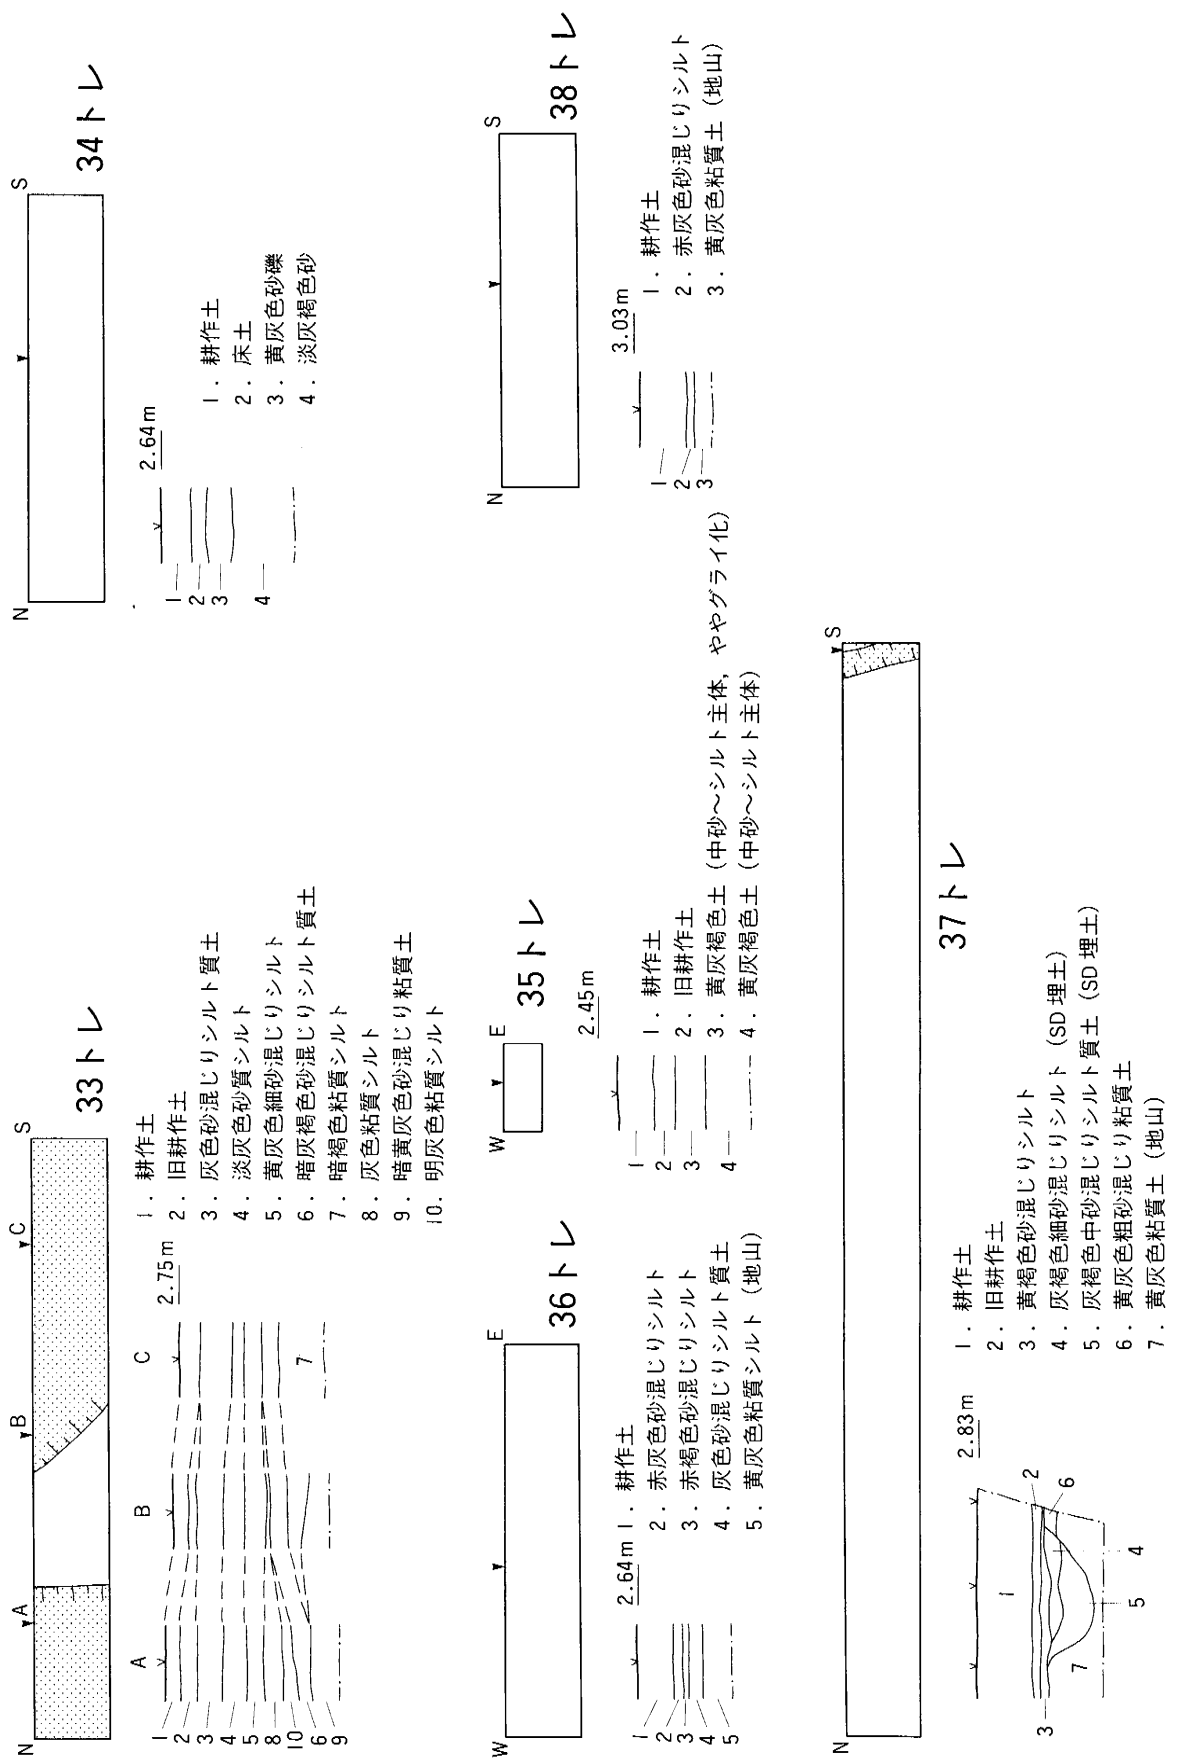 33トレ
N
A
B
C
S
2.75m
A
B
C
1
2
3
4
5
8
10
6
9
7
1. 耕作土
2. 旧耕作土
3. 灰色砂混じりシルト質土
4. 淡灰色砂質シルト
5. 黄灰色細砂混じりシルト
6. 暗灰褐色砂混じりシルト質土
7. 暗褐色粘質シルト
8. 灰色粘質シルト
9. 暗黄灰色砂混じり粘質土
10. 明灰色粘質シルト
34トレ
N
S
2.64m
1
2
3
4
1. 耕作土
2. 床土
3. 黄灰色砂礫
4. 淡灰褐色砂
36トレ
W
E
2.64m
1
2
3
4
5
1. 耕作土
2. 赤灰色砂混じりシルト
3. 赤褐色砂混じりシルト
4. 灰色砂混じりシルト質土
5. 黄灰色粘質シルト（地山）
35トレ
W
E
2.45m
1
2
3
4
1. 耕作土
2. 旧耕作土
3. 黄灰褐色土（中砂〜シルト主体，ややグライ化）
4. 黄灰褐色土（中砂〜シルト主体）
38トレ
N
S
3.03m
1
2
3
1. 耕作土
2. 赤灰色砂混じりシルト
3. 黄灰色粘質土（地山）
37トレ
N
S
2.83m
1
2
3
4
5
6
7
1. 耕作土
2. 旧耕作土
3. 黄褐色砂混じりシルト
4. 灰褐色細砂混じりシルト（SD埋土）
5. 灰褐色中砂混じりシルト質土（SD埋土）
6. 黄灰色粗砂混じり粘質土
7. 黄灰色粘質土（地山）